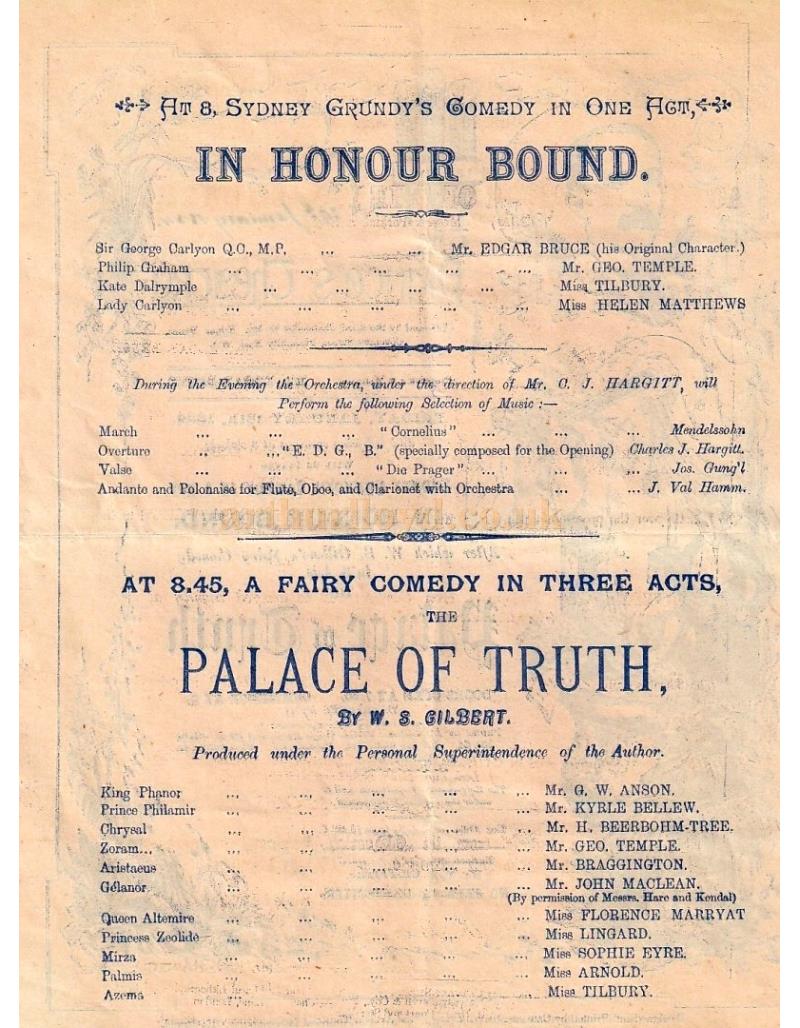 At 8, Sydney Grundy's Comedy in One Act,
IN HONOUR BOUND.
Sir George Carlyon Q.C., M.P. ... ... Mr. EDGAR BRUCE (his Original Character.)
Philip Graham ... ... ... ... ... Mr. GEO. TEMPLE.
Kate Dalrymple ... ... ... ... Miss TILBURY.
Lady Carlyon ... ... ... ... ... Miss HELEN MATTHEWS
During the Evening the Orchestra, under the direction of Mr. C. J. HARGITT, will
Perform the following Selection of Music :—
March ... ... ... "Cornelius" ... ... ... Mendelssohn
Overture ... ..."E. D. G., B." (specially composed for the Opening) Charles J. Hargitt.
Valse ... ... ... "Die Prager" ... ... ... Jos. Gung'l
Andante and Polonaise for Flute, Oboe, and Clarionet with Orchestra ... ... J. Val Hamm.
AT 8.45, A FAIRY COMEDY IN THREE ACTS,
THE
PALACE OF TRUTH,
BY W. S. GILBERT.
Produced under the Personal Superintendence of the Author.
King Phanor ... ... ... ... ... Mr. G. W. ANSON.
Prince Philamir ... ... ... ... ... Mr. KYRLE BELLEW.
Chrysal ... ... ... ... ... Mr. H. BEERBOHM-TREE.
Zoram... ... ... ... ... ... Mr. GEO. TEMPLE.
Aristaeus ... ... ... ... ... Mr. BRAGGINGTON.
Gélanor ... ... ... ... ... Mr. JOHN MACLEAN.
(By permission of Messrs. Hare and Kendal)
Queen Altemire ... ... ... ... ... Miss FLORENCE MARRYAT
Princess Zeolide ... ... ... ... ... Miss LINGARD.
Mirza ... ... ... ... ... Miss SOPHIE EYRE.
Palmis ... ... ... ... ... Miss ARNOLD.
Azema ... ... ... ... ... Miss TILBURY.